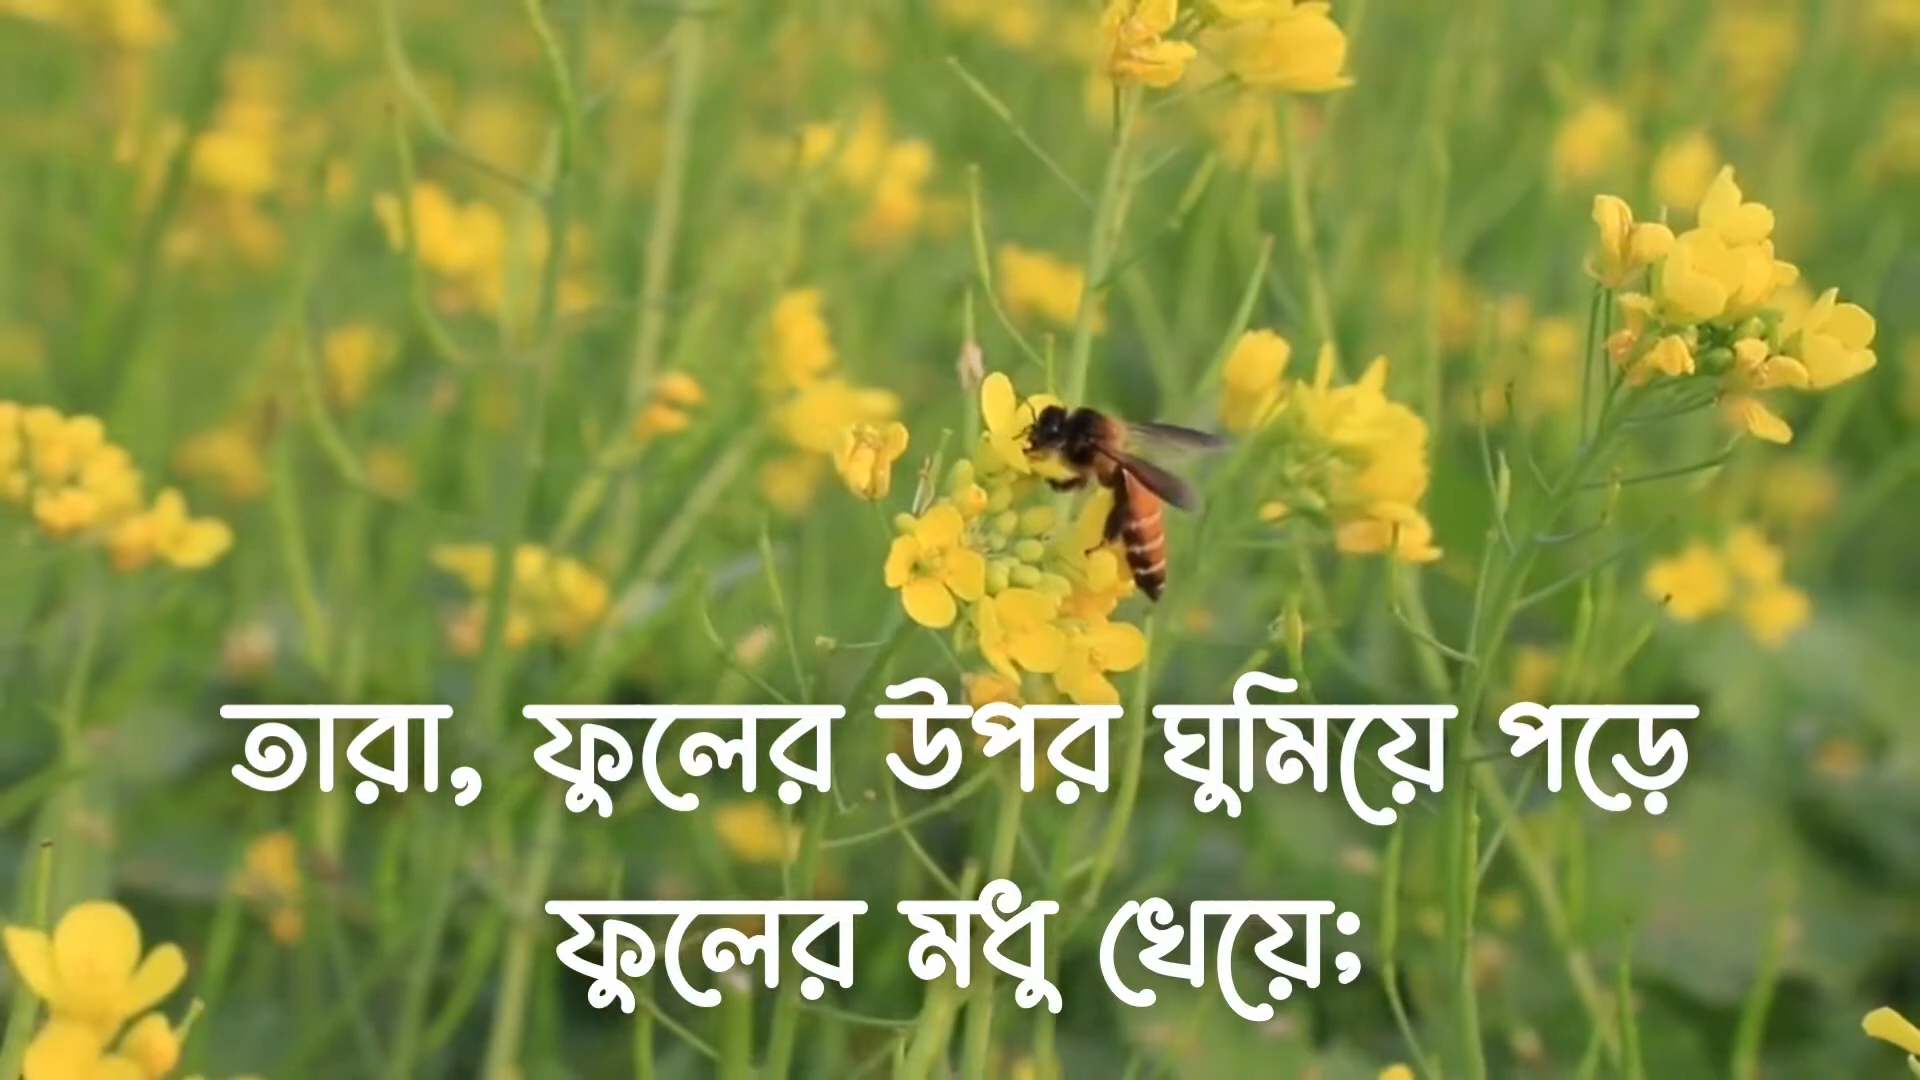 তারা, ফুলের উপর ঘুমিয়ে পড়ে
ফুলের মধু খেয়ে;